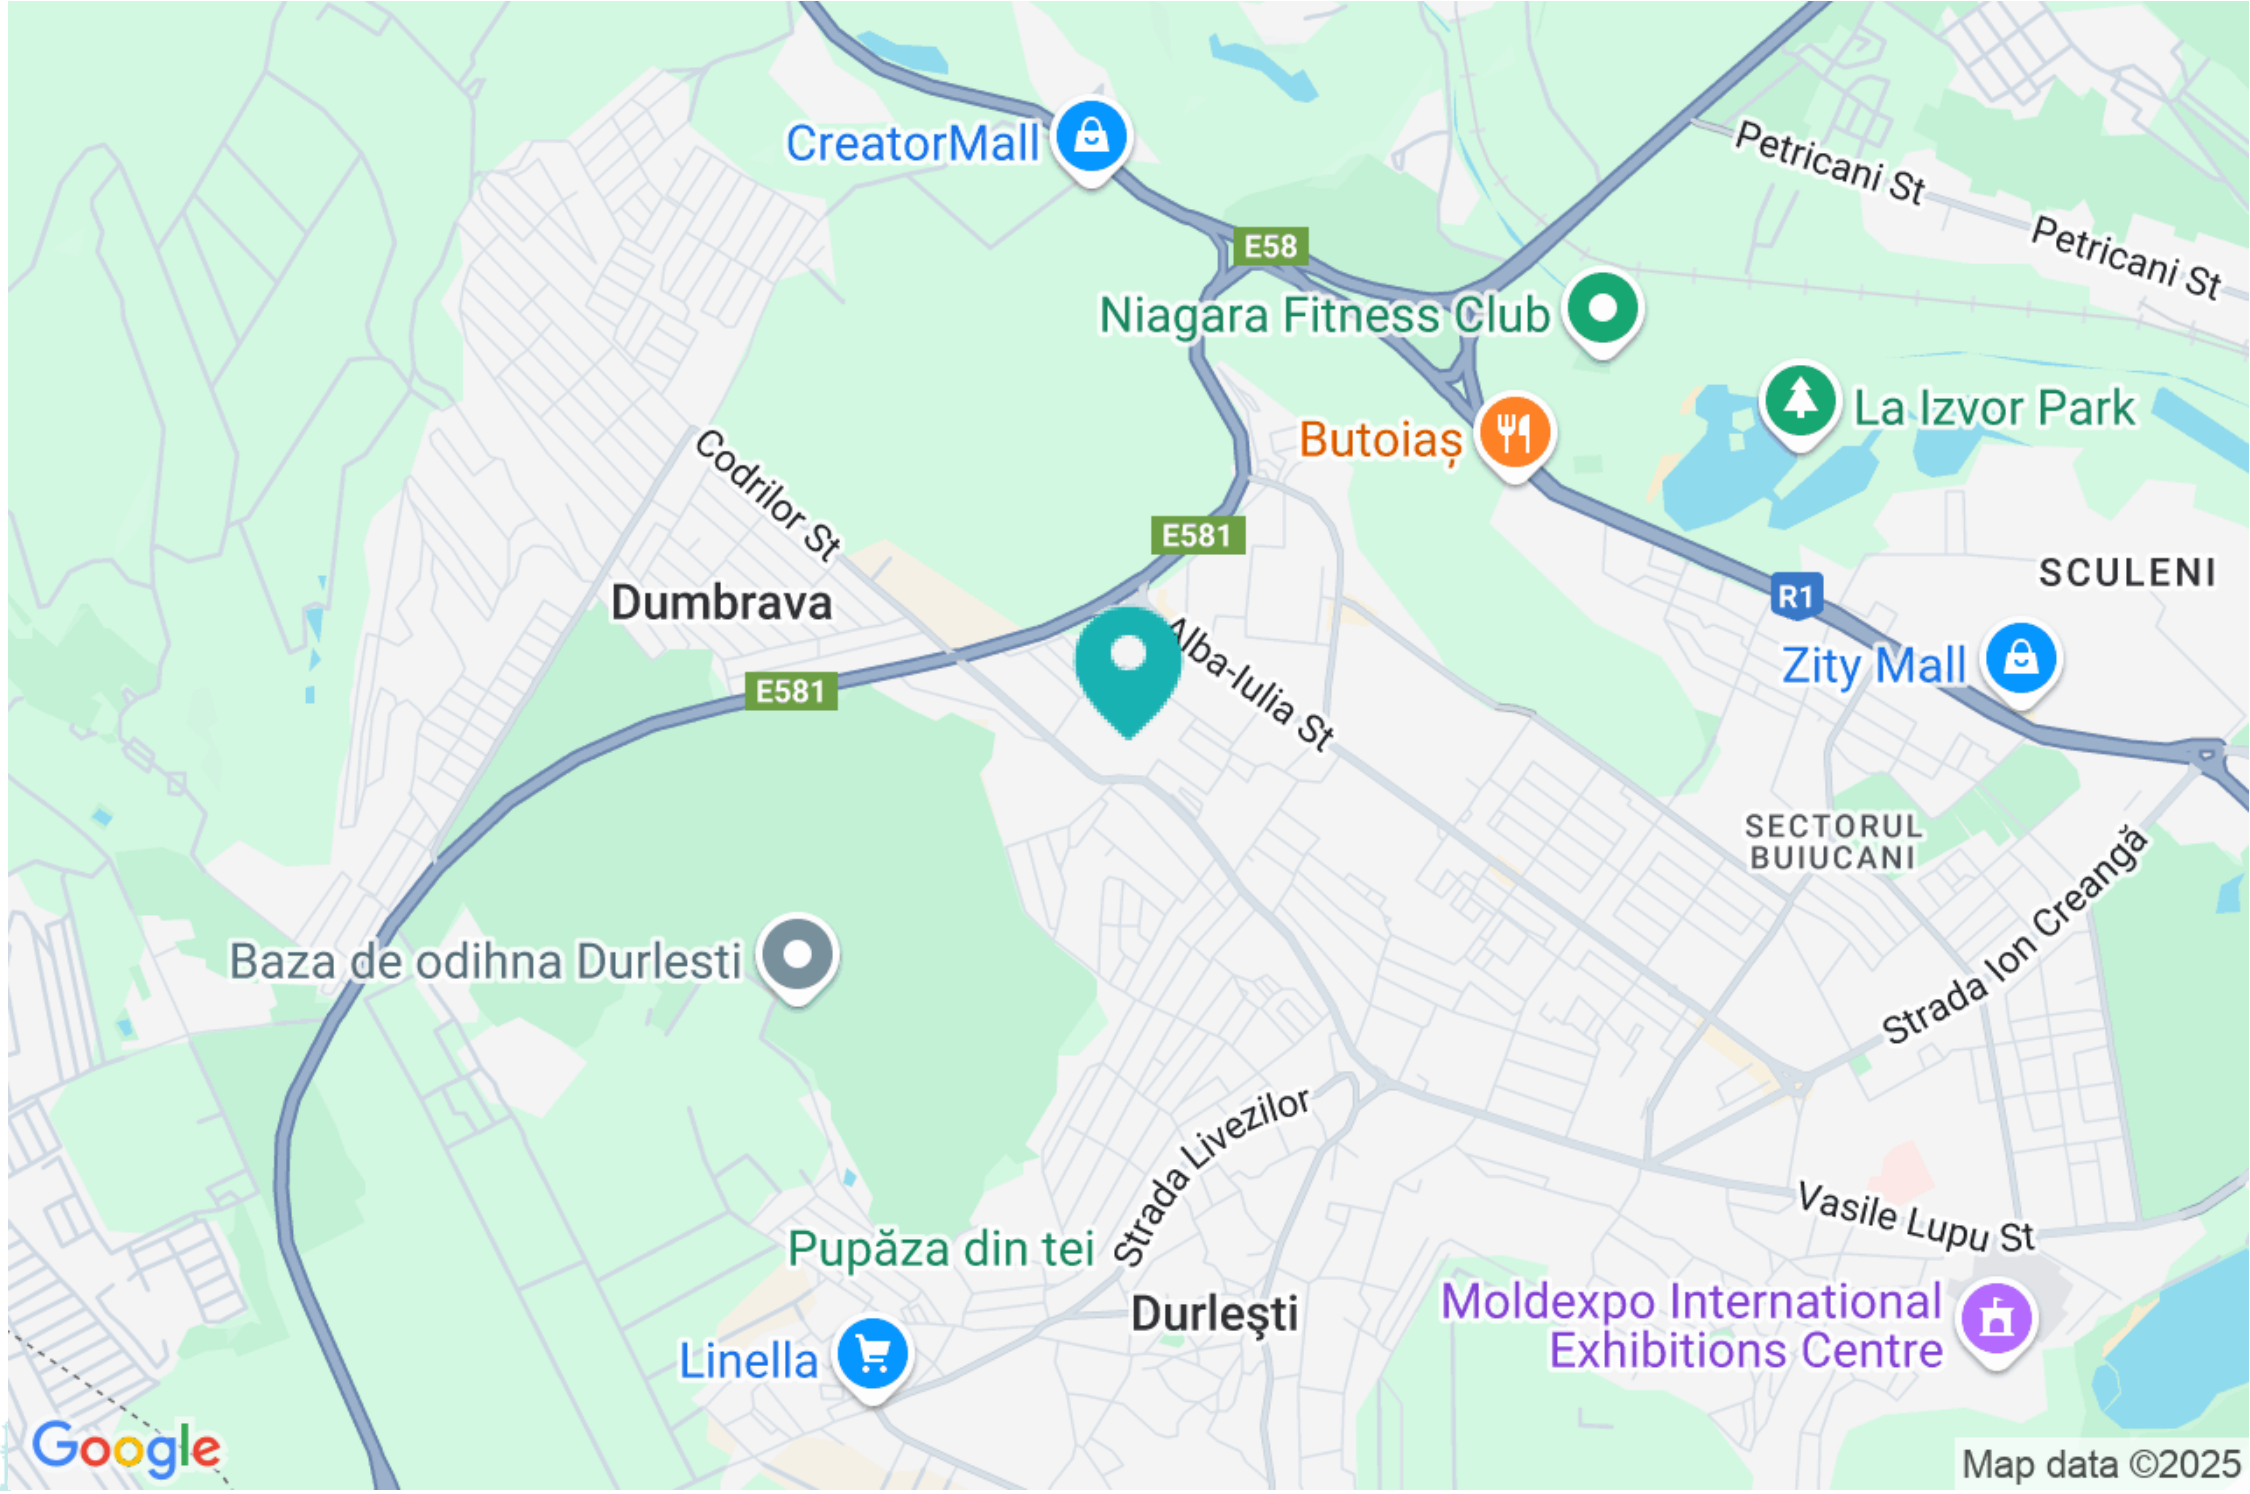 CreatorMall
Petricani St
Petricani St
E58
Niagara Fitness Club
La Izvor Park
Butoiaș
Codrilor St
E581
SCULENI
Dumbrava
R1
Alba-Iulia St
Zity Mall
E581
SECTORUL
BUIUCANI
Strada Ion Creangă
Baza de odihna Durlesti
Strada Livezilor
Vasile Lupu St
Pupăza din tei
Durleşti
Moldexpo International
Exhibitions Centre
Linella
Google
Map data ©2025